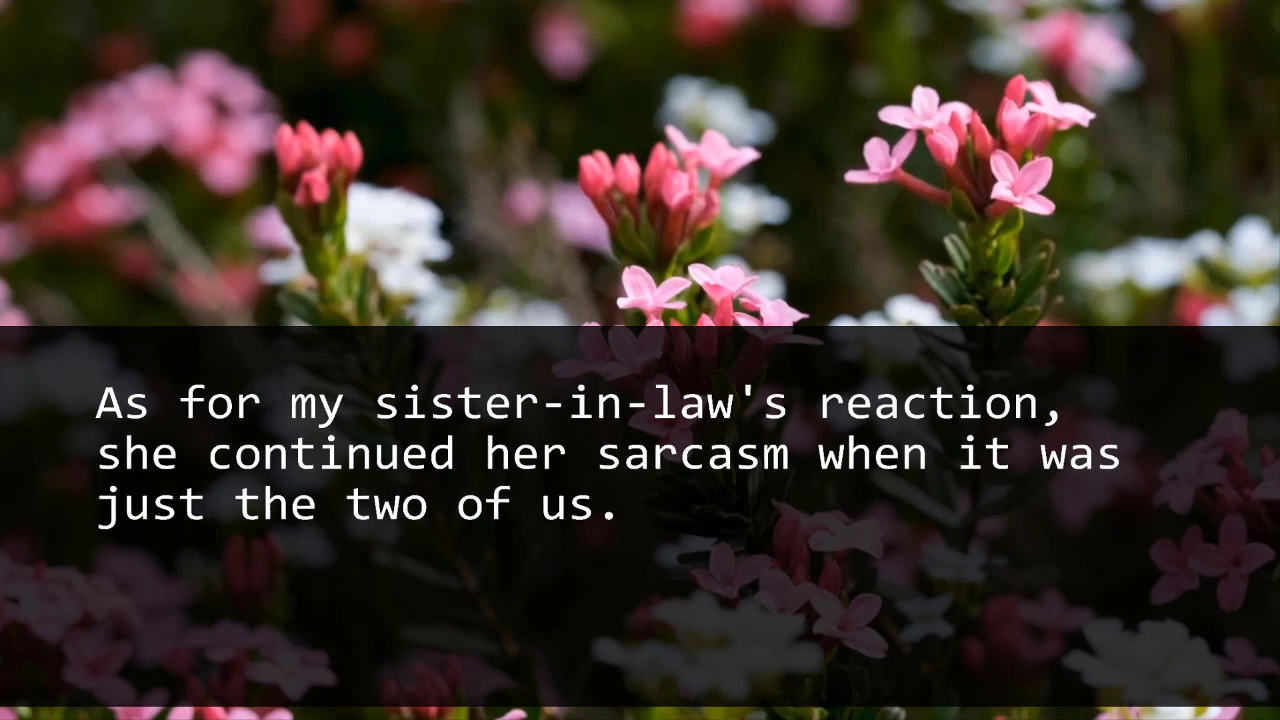 As for my sister-in-law's reaction,
she continued her sarcasm when it was
just the two of us.